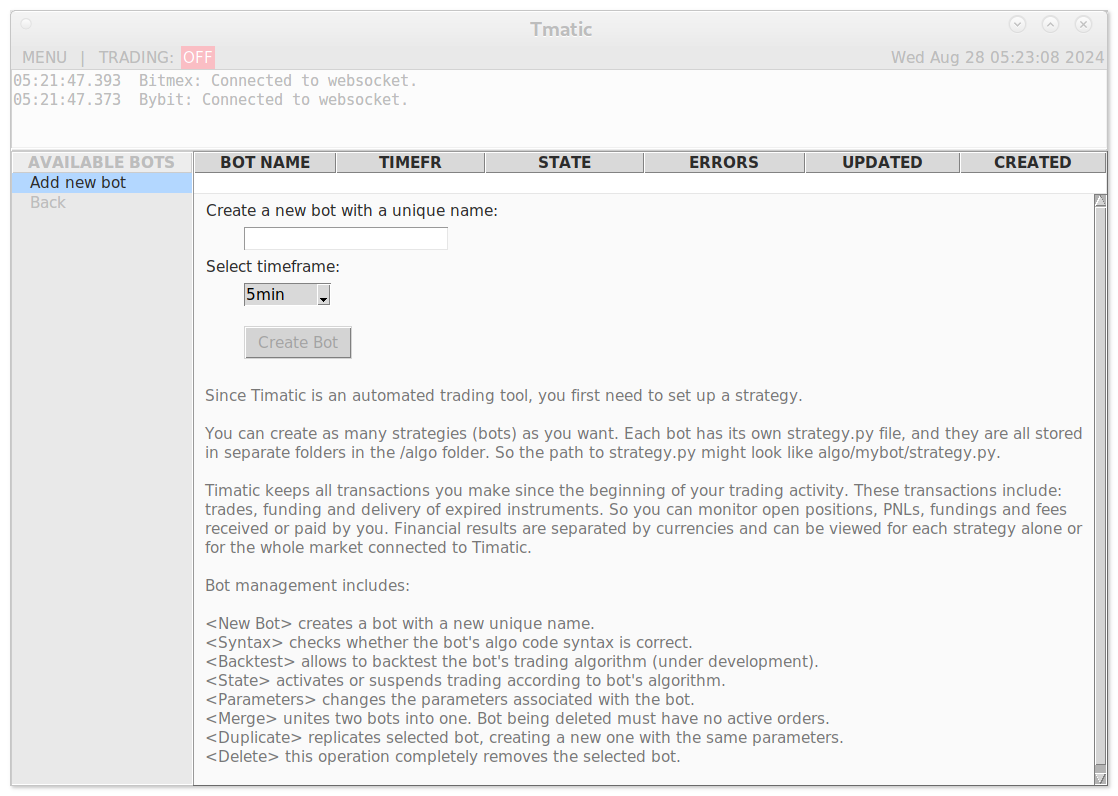 Tmatic
MENU | TRADING: OFF Wed Aug 28 05:23:08 2024
05:21:47.393 Bitmex: Connected to websocket.
05:21:47.373 Bybit: Connected to websocket.
AVAILABLE BOTS BOT NAME TIMEFR STATE ERRORS UPDATED CREATED
Add new bot
Back
Create a new bot with a unique name:
Select timeframe:
5min
Create Bot
Since Timatic is an automated trading tool, you first need to set up a strategy.
You can create as many strategies (bots) as you want. Each bot has its own strategy.py file, and they are all stored
in separate folders in the /algo folder. So the path to strategy.py might look like algo/mybot/strategy.py.
Timatic keeps all transactions you make since the beginning of your trading activity. These transactions include:
trades, funding and delivery of expired instruments. So you can monitor open positions, PNLs, fundings and fees
received or paid by you. Financial results are separated by currencies and can be viewed for each strategy alone or
for the whole market connected to Timatic.
Bot management includes:
<New Bot> creates a bot with a new unique name.
<Syntax> checks whether the bot's algo code syntax is correct.
<Backtest> allows to backtest the bot's trading algorithm (under development).
<State> activates or suspends trading according to bot's algorithm.
<Parameters> changes the parameters associated with the bot.
<Merge> unites two bots into one. Bot being deleted must have no active orders.
<Duplicate> replicates selected bot, creating a new one with the same parameters.
<Delete> this operation completely removes the selected bot.